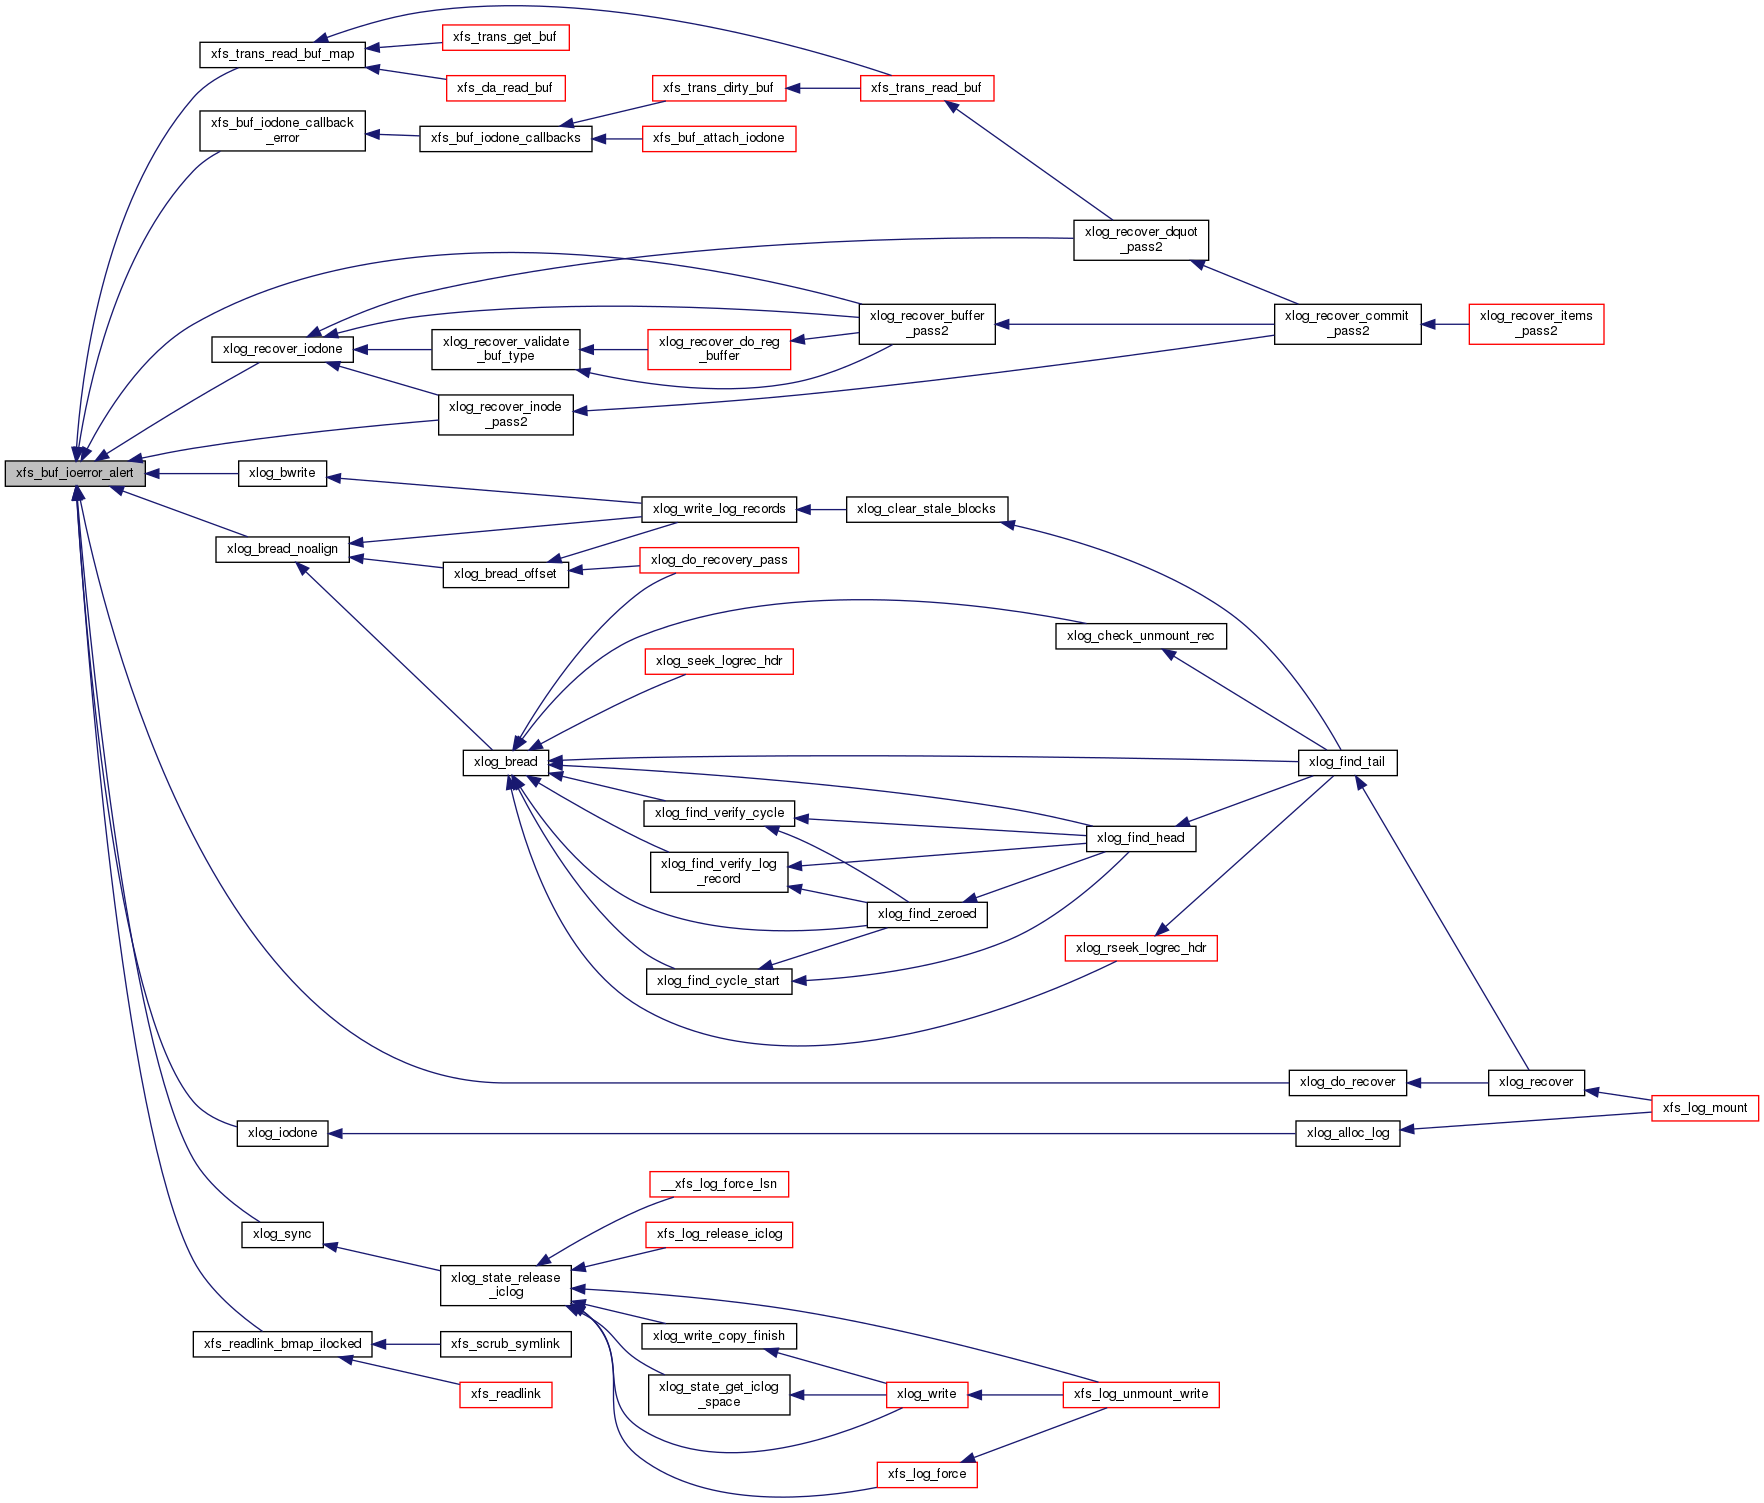 xfs_trans_read_buf_map
xfs_trans_get_buf
xfs_da_read_buf
xfs_trans_dirty_buf
xfs_trans_read_buf
xfs_buf_iodone_callback
_error
xfs_buf_iodone_callbacks
xfs_buf_attach_iodone
xlog_recover_dquot
_pass2
xlog_recover_buffer
_pass2
xlog_recover_commit
_pass2
xlog_recover_items
_pass2
xlog_recover_iodone
xlog_recover_validate
_buf_type
xlog_recover_do_reg
_buffer
xlog_recover_inode
_pass2
xfs_buf_ioerror_alert
xlog_bwrite
xlog_write_log_records
xlog_clear_stale_blocks
xlog_bread_noalign
xlog_bread_offset
xlog_do_recovery_pass
xlog_check_unmount_rec
xlog_seek_logrec_hdr
xlog_bread
xlog_find_tail
xlog_find_verify_cycle
xlog_find_head
xlog_find_verify_log
_record
xlog_find_zeroed
xlog_rseek_logrec_hdr
xlog_find_cycle_start
xlog_do_recover
xlog_recover
xfs_log_mount
xlog_iodone
xlog_alloc_log
__xfs_log_force_lsn
xlog_sync
xfs_log_release_iclog
xlog_state_release
_iclog
xlog_write_copy_finish
xfs_readlink_bmap_ilocked
xfs_scrub_symlink
xfs_readlink
xlog_state_get_iclog
_space
xlog_write
xfs_log_unmount_write
xfs_log_force